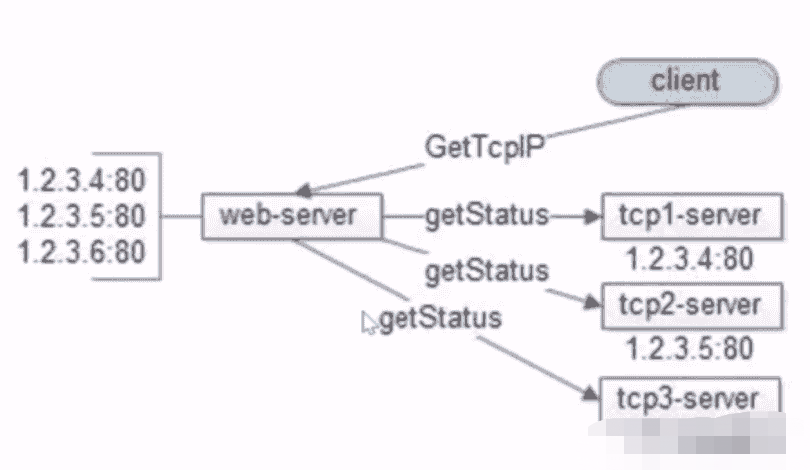 client
GetTcpIP
1.2.3.4:80
1.2.3.5:80
1.2.3.6:80
web-server
getStatus
tcp1-server
1.2.3.4:80
getStatus
tcp2-server
1.2.3.5:80
getStatus
tcp3-server